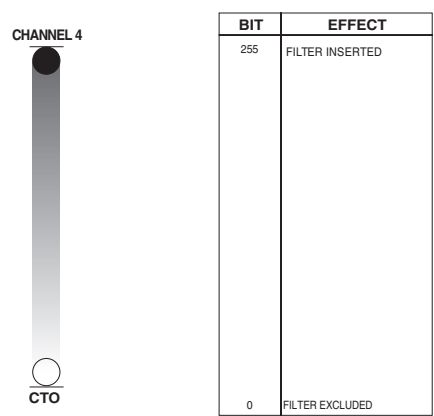 CHANNEL 4
CTO
BIT EFFECT
255 FILTER INSERTED
0 FILTER EXCLUDED